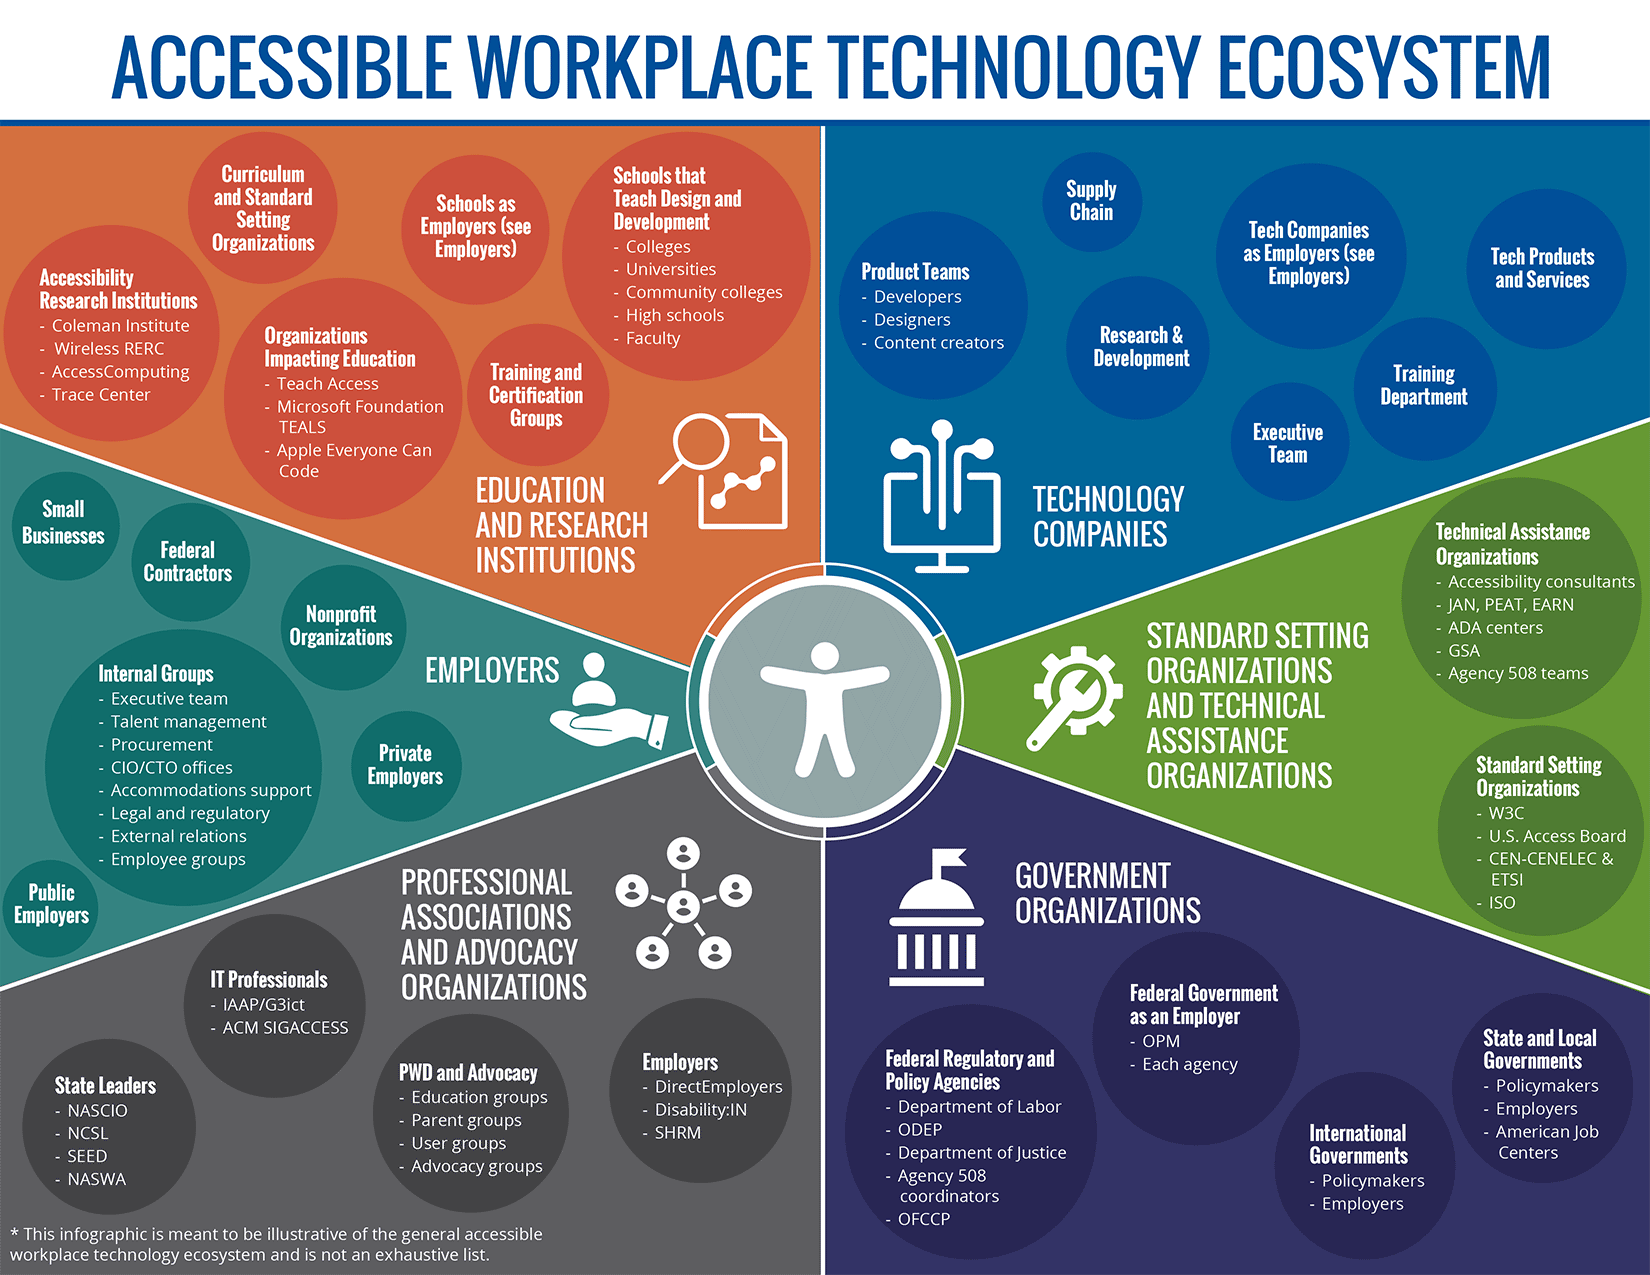 ACCESSIBLE WORKPLACE TECHNOLOGY ECOSYSTEM
Curriculum
and Standard
Setting
Organizations
Schools as
Employers (see
Employers)
Schools that
Teach Design and
Development
- Colleges
- Universities
- Community colleges
- High schools
- Faculty
Accessibility
Research Institutions
- Coleman Institute
- Wireless RERC
- AccessComputing
- Trace Center
Organizations
Impacting Education
- Teach Access
- Microsoft Foundation
TEALS
- Apple Everyone Can
Code
Training and
Certification
Groups
EDUCATION
AND RESEARCH
INSTITUTIONS
Supply
Chain
Product Teams
- Developers
- Designers
- Content creators
Tech Companies
as Employers (see
Employers)
Tech Products
and Services
Research &
Development
Training
Department
Executive
Team
TECHNOLOGY
COMPANIES
Small
Businesses
Federal
Contractors
Nonprofit
Organizations
Internal Groups
- Executive team
- Talent management
- Procurement
- CIO/CTO offices
- Accommodations support
- Legal and regulatory
- External relations
- Employee groups
Private
Employers
Public
Employers
EMPLOYERS
Technical Assistance
Organizations
- Accessibility consultants
- JAN, PEAT, EARN
- ADA centers
- GSA
- Agency 508 teams
STANDARD SETTING
ORGANIZATIONS
AND TECHNICAL
ASSISTANCE
ORGANIZATIONS
Standard Setting
Organizations
- W3C
- U.S. Access Board
- CEN-CENELEC &
ETSI
- ISO
PROFESSIONAL
ASSOCIATIONS
AND ADVOCACY
ORGANIZATIONS
IT Professionals
- IAAP/G3ict
- ACM SIGACCESS
State Leaders
- NASCIO
- NCSL
- SEED
- NASWA
PWD and Advocacy
- Education groups
- Parent groups
- User groups
- Advocacy groups
Employers
- DirectEmployers
- Disability:IN
- SHRM
GOVERNMENT
ORGANIZATIONS
Federal Government
as an Employer
- OPM
- Each agency
Federal Regulatory and
Policy Agencies
- Department of Labor
- ODEP
- Department of Justice
- Agency 508
coordinators
- OFCCP
International
Governments
- Policymakers
- Employers
State and Local
Governments
- Policymakers
- Employers
- American Job
Centers
* This infographic is meant to be illustrative of the general accessible
workplace technology ecosystem and is not an exhaustive list.